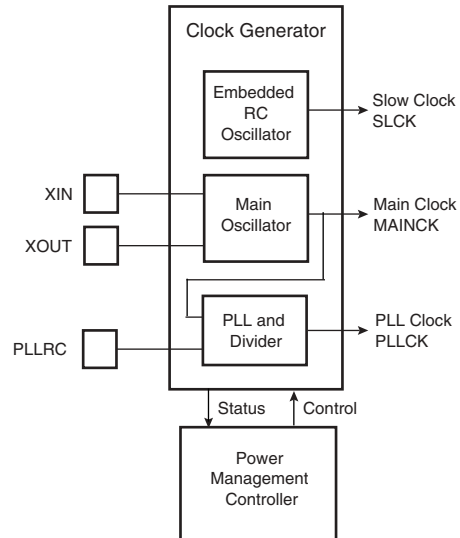 Clock Generator
Embedded
RC
Oscillator
Slow Clock
SLCK
XIN
Main
Oscillator
Main Clock
MAINCK
XOUT
PLL and
Divider
PLL Clock
PLLCK
PLLRC
Status
Control
Power
Management
Controller